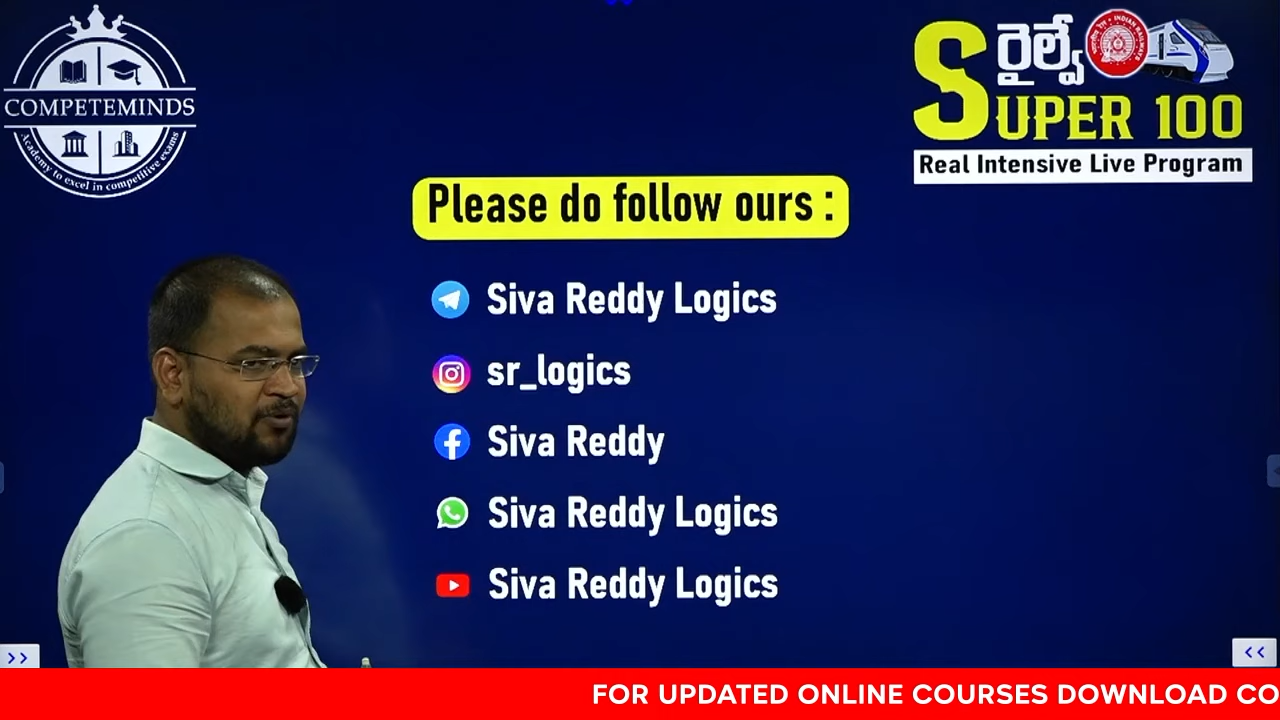 COMPETEMINDS
Academy to excel in competitive exams
రైల్వే
SUPER 100
Real Intensive Live Program
Please do follow ours :
Siva Reddy Logics
sr_logics
Siva Reddy
Siva Reddy Logics
Siva Reddy Logics
>>
<<
FOR UPDATED ONLINE COURSES DOWNLOAD CO